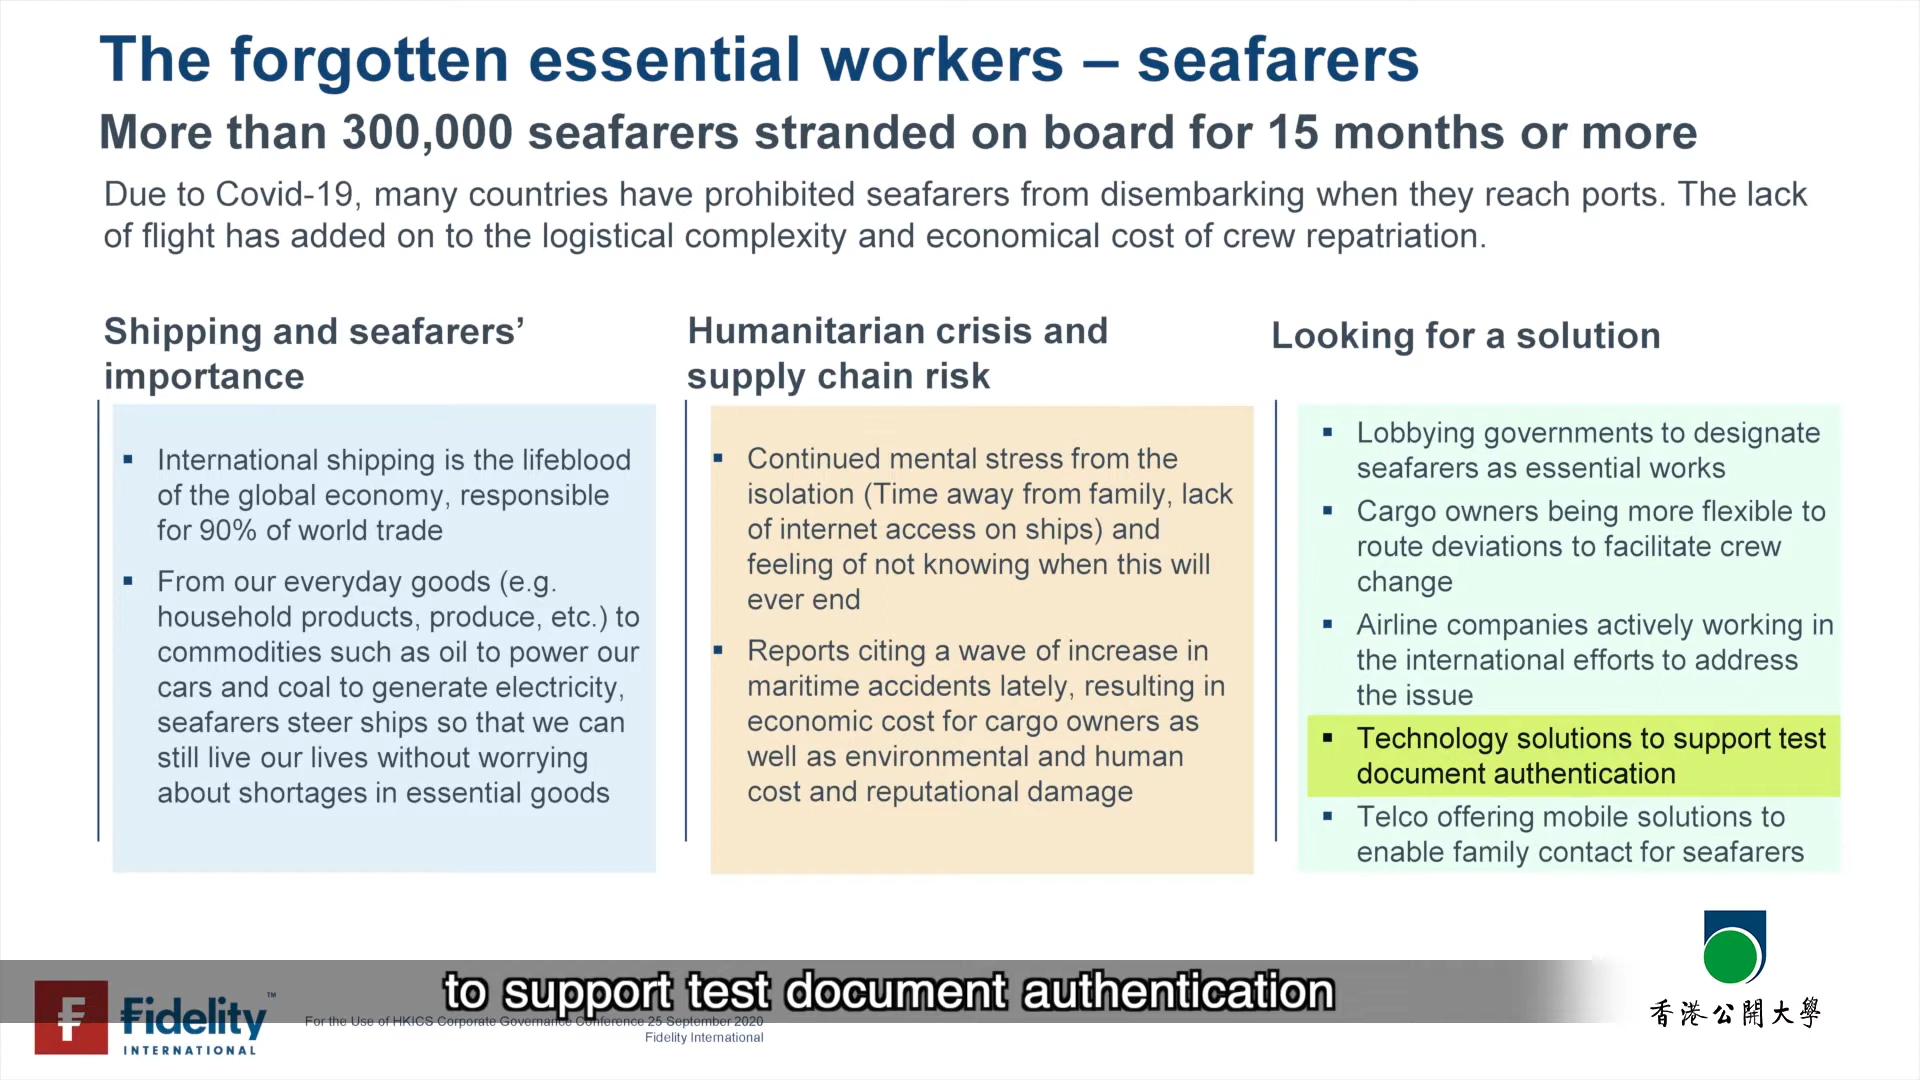 The forgotten essential workers – seafarers
More than 300,000 seafarers stranded on board for 15 months or more
Due to Covid-19, many countries have prohibited seafarers from disembarking when they reach ports. The lack
of flight has added on to the logistical complexity and economical cost of crew repatriation.
Shipping and seafarers’
importance
▪ International shipping is the lifeblood
of the global economy, responsible
for 90% of world trade
▪ From our everyday goods (e.g.
household products, produce, etc.) to
commodities such as oil to power our
cars and coal to generate electricity,
seafarers steer ships so that we can
still live our lives without worrying
about shortages in essential goods
Humanitarian crisis and
supply chain risk
▪ Continued mental stress from the
isolation (Time away from family, lack
of internet access on ships) and
feeling of not knowing when this will
ever end
▪ Reports citing a wave of increase in
maritime accidents lately, resulting in
economic cost for cargo owners as
well as environmental and human
cost and reputational damage
Looking for a solution
▪ Lobbying governments to designate
seafarers as essential works
▪ Cargo owners being more flexible to
route deviations to facilitate crew
change
▪ Airline companies actively working in
the international efforts to address
the issue
▪ Technology solutions to support test
document authentication
▪ Telco offering mobile solutions to
enable family contact for seafarers
to support test document authentication
Fidelity™
INTERNATIONAL
For the Use of HKICS Corporate Governance Conference 25 September 2020
Fidelity International
香港公開大學